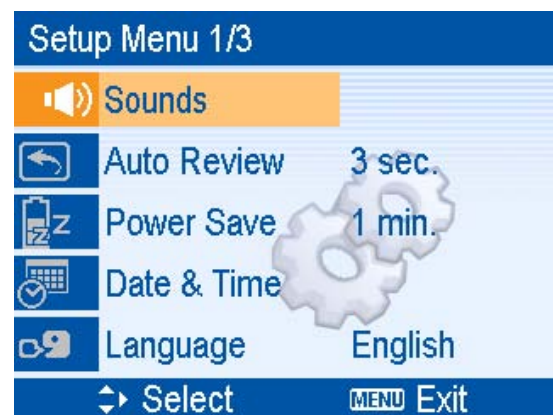 Setup Menu 1/3
Sounds
Auto Review 3 sec.
Power Save 1 min.
Date & Time
Language English
Select MENU Exit